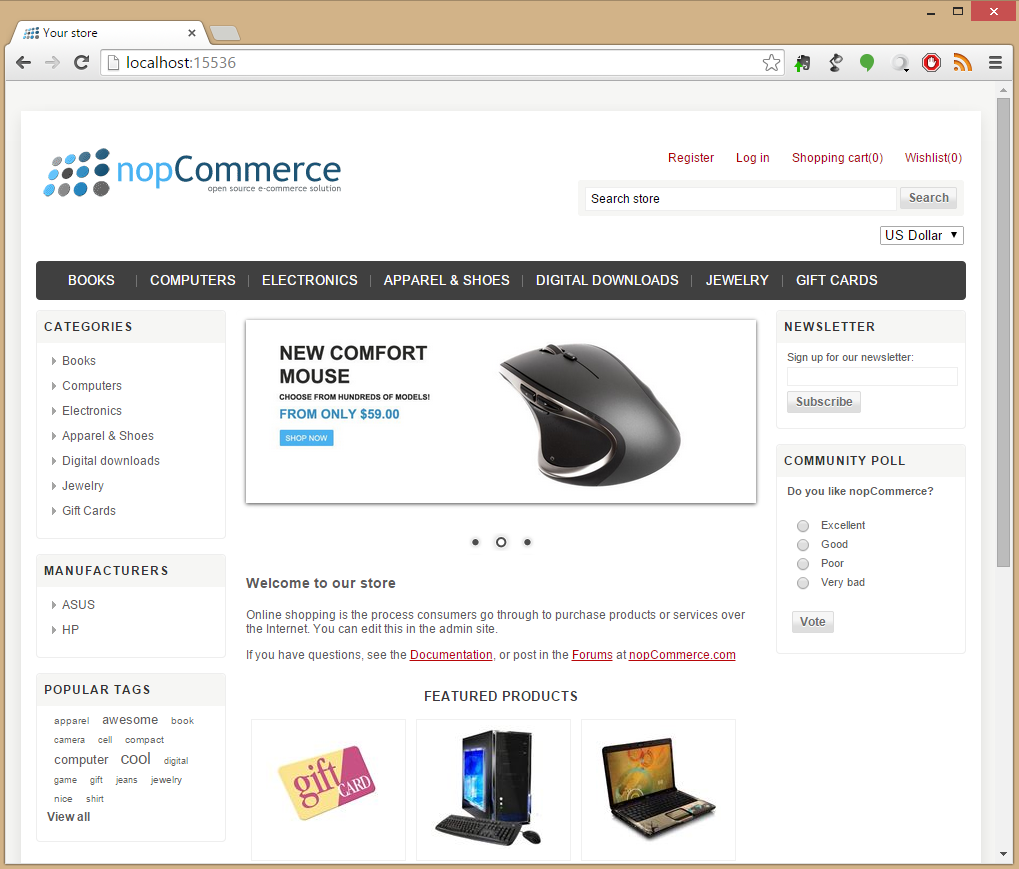 Your store
localhost:15536
nopCommerce
open source e-commerce solution
Register Log in Shopping cart(0) Wishlist(0)
Search store Search
US Dollar
BOOKS COMPUTERS ELECTRONICS APPAREL & SHOES DIGITAL DOWNLOADS JEWELRY GIFT CARDS
CATEGORIES
Books
Computers
Electronics
Apparel & Shoes
Digital downloads
Jewelry
Gift Cards
MANUFACTURERS
ASUS
HP
POPULAR TAGS
apparel awesome book
camera cell compact
computer cool digital
game gift jeans jewelry
nice shirt
View all
NEW COMFORT
MOUSE
CHOOSE FROM HUNDREDS OF MODELS!
FROM ONLY $59.00
SHOP NOW
Welcome to our store
Online shopping is the process consumers go through to purchase products or services over
the Internet. You can edit this in the admin site.
If you have questions, see the Documentation, or post in the Forums at nopCommerce.com
FEATURED PRODUCTS
gift
CARD
NEWSLETTER
Sign up for our newsletter:
Subscribe
COMMUNITY POLL
Do you like nopCommerce?
Excellent
Good
Poor
Very bad
Vote